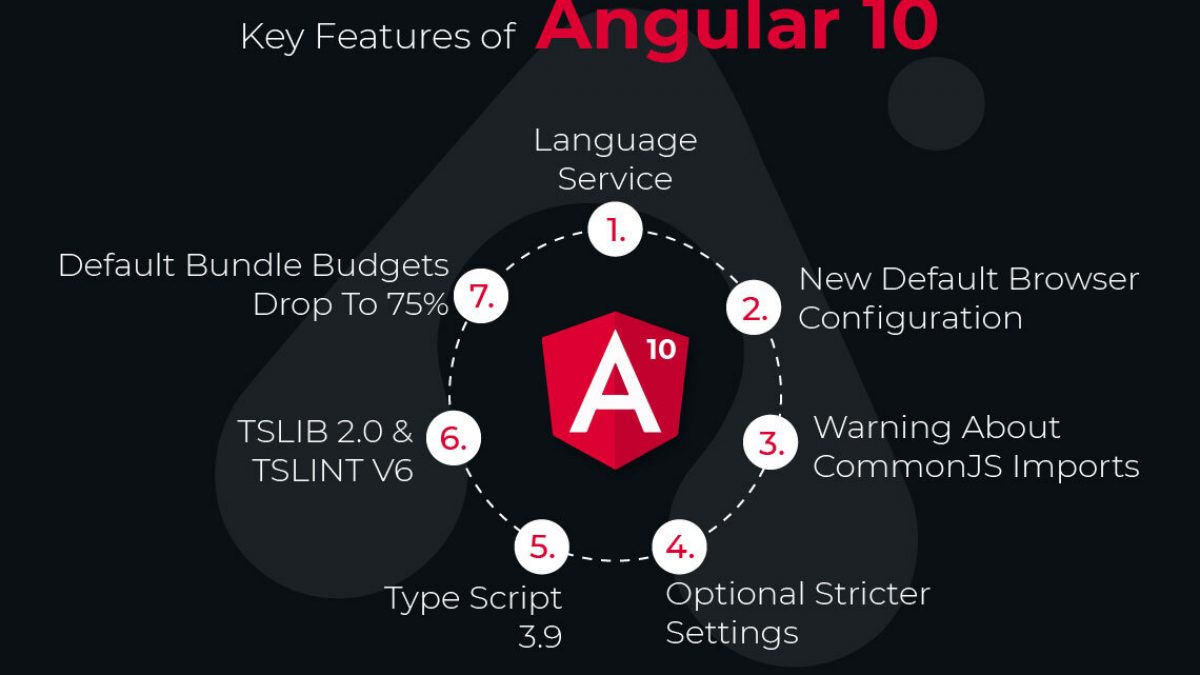 Key Features of Angular 10
1. Language
Service
2. New Default Browser
Configuration
3. Warning About
CommonJS Imports
4. Optional Stricter
Settings
5. Type Script
3.9
6. TSLIB 2.0 &
TSLINT V6
7. Default Bundle Budgets
Drop To 75%
A 10